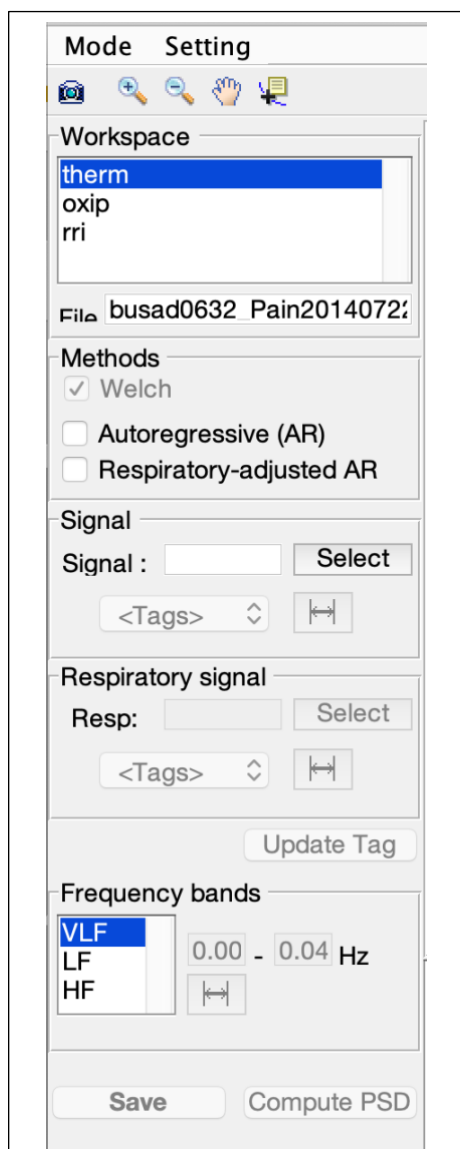 Mode Setting
Workspace
therm
oxip
rri
File busad0632_Pain2014072
Methods
Welch
Autoregressive (AR)
Respiratory-adjusted AR
Signal
Signal : Select
<Tags>
Respiratory signal
Resp: Select
<Tags>
Update Tag
Frequency bands
VLF
LF
HF
0.00 - 0.04 Hz
Save Compute PSD